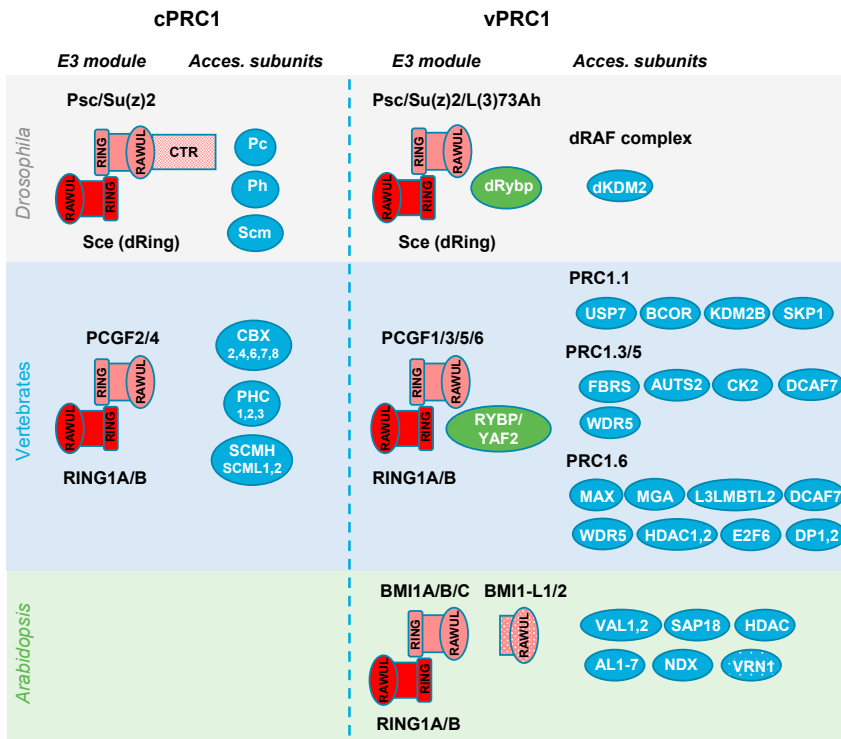 cPRC1
vPRC1
E3 module
Acces. subunits
E3 module
Acces. subunits
Drosophila
Psc/Su(z)2
RING
RAWUL
CTR
RAWUL
RING
Sce (dRing)
Pc
Ph
Scm
Psc/Su(z)2/L(3)73Ah
RING
RAWUL
RAWUL
RING
dRybp
Sce (dRing)
dRAF complex
dKDM2
Vertebrates
PCGF2/4
RING
RAWUL
RAWUL
RING
RING1A/B
CBX
2,4,6,7,8
PHC
1,2,3
SCMH
SCML1,2
PCGF1/3/5/6
RING
RAWUL
RAWUL
RING
RYBP/
YAF2
RING1A/B
PRC1.1
USP7
BCOR
KDM2B
SKP1
PRC1.3/5
FBRS
AUTS2
CK2
DCAF7
WDR5
PRC1.6
MAX
MGA
L3LMBTL2
DCAF7
WDR5
HDAC1,2
E2F6
DP1,2
Arabidopsis
BMI1A/B/C
BMI1-L1/2
RING
RAWUL
RAWUL
RAWUL
RING
RING1A/B
VAL1,2
SAP18
HDAC
AL1-7
NDX
VRN1